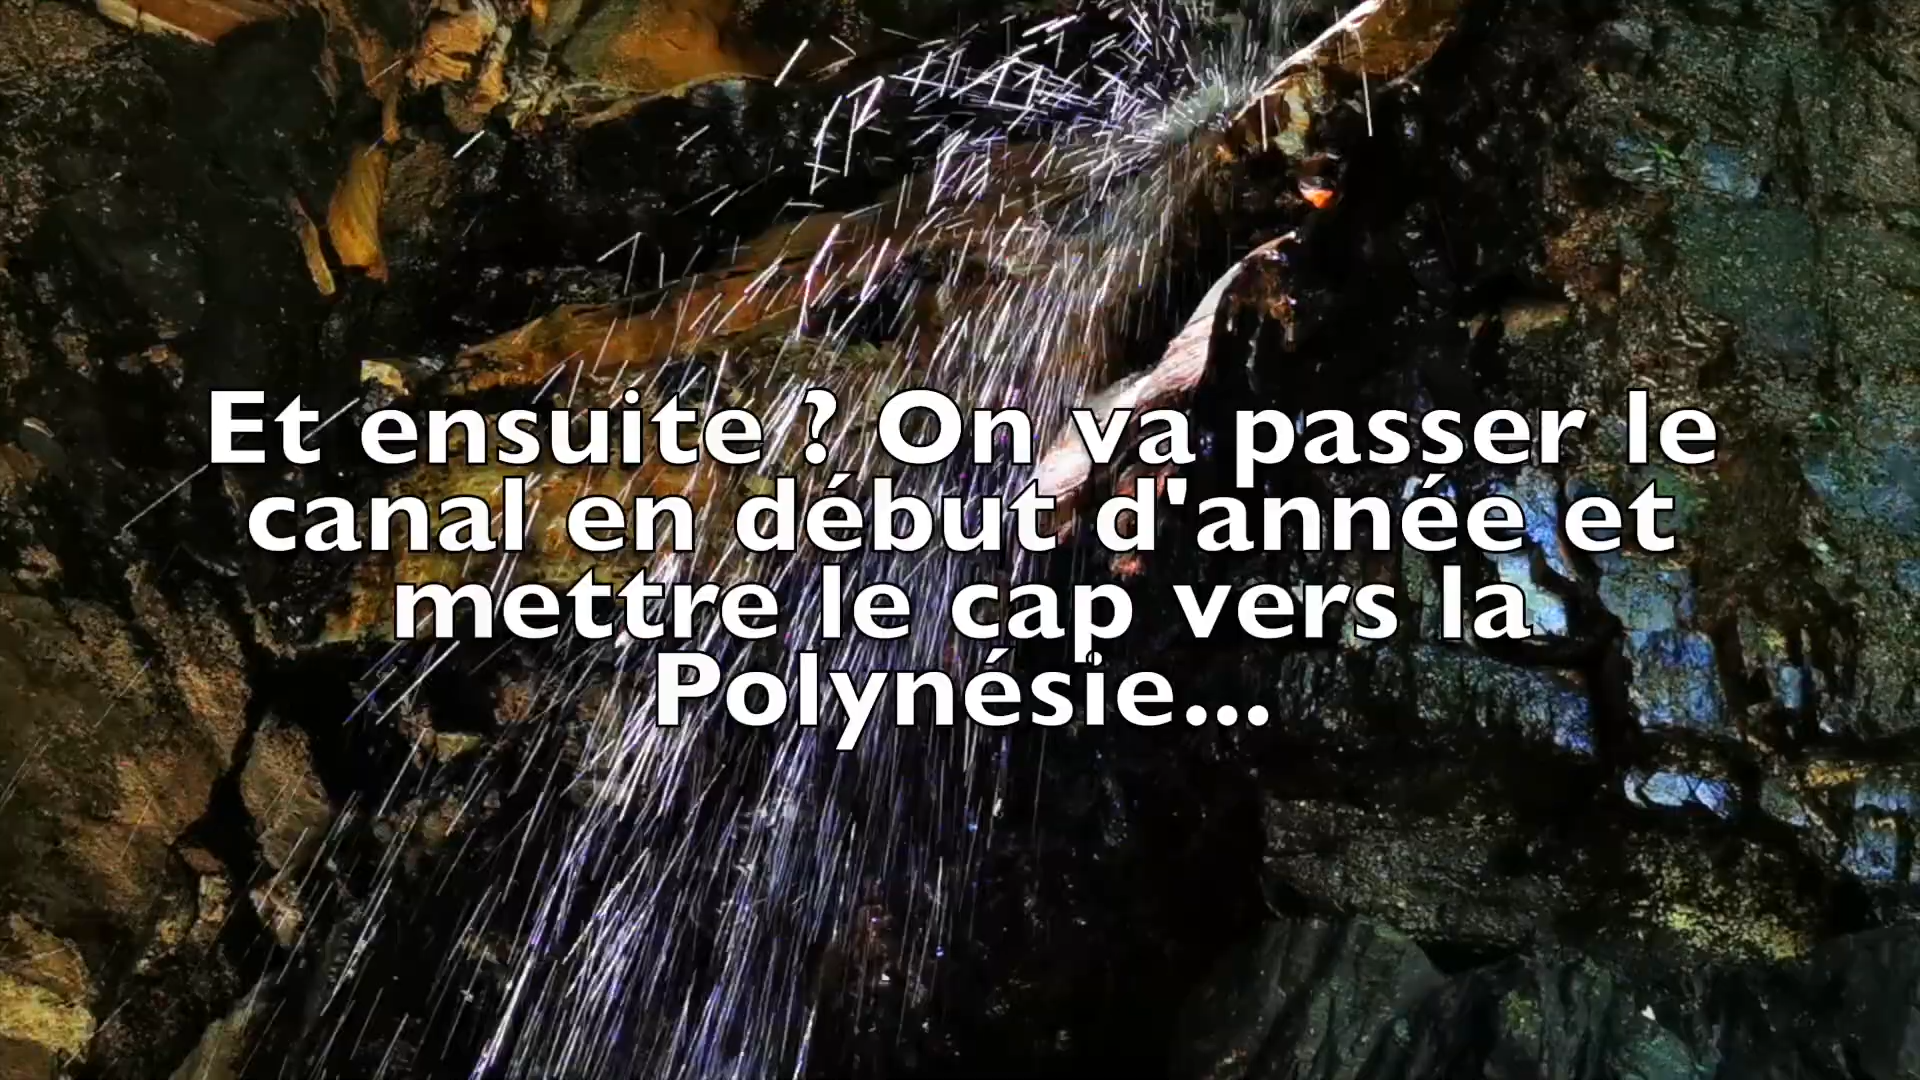 Et ensuite ? On va passer le
canal en début d'année et
mettre le cap vers la
Polynésie...